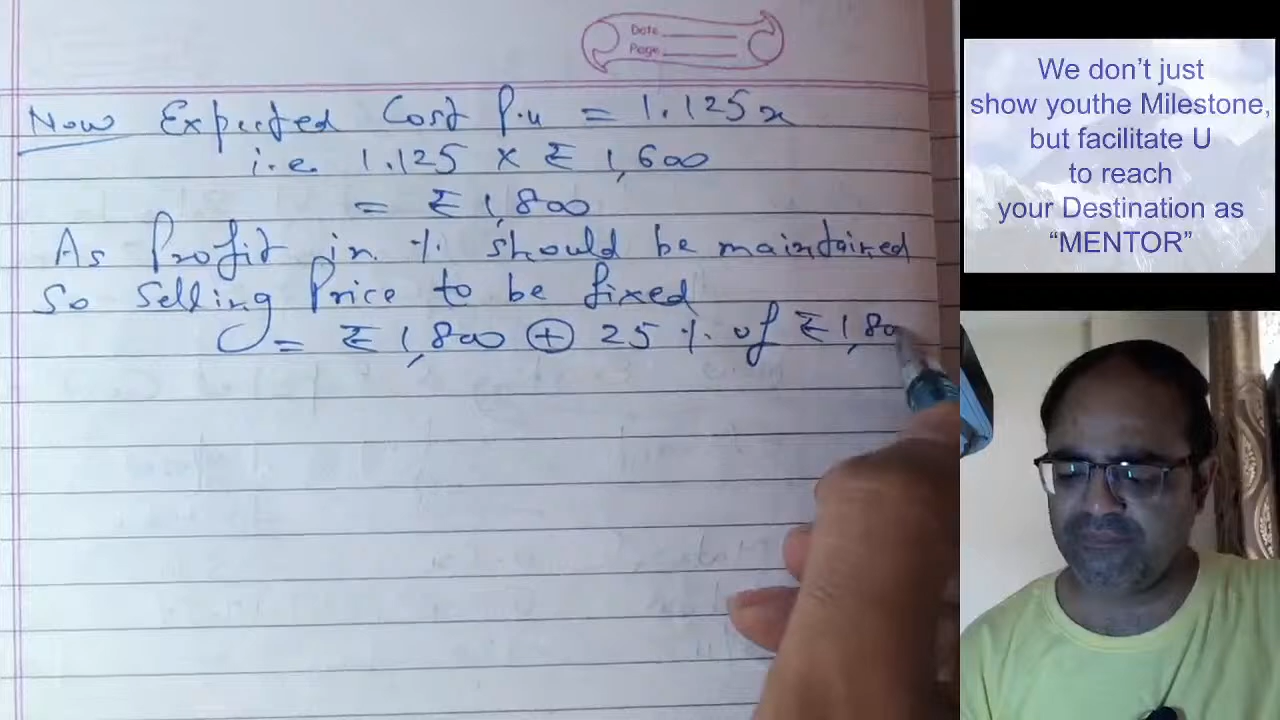 Date
Page
Now Expected Cost P.u = 1.125x
i.e. 1.125 × ₹ 1,600
= ₹ 1,800
As Profit in % should be maintained
So Selling Price to be fixed
= ₹ 1,800 ⊕ 25 % of ₹ 1,80
We don't just
show youthe Milestone,
but facilitate U
to reach
your Destination as
"MENTOR"